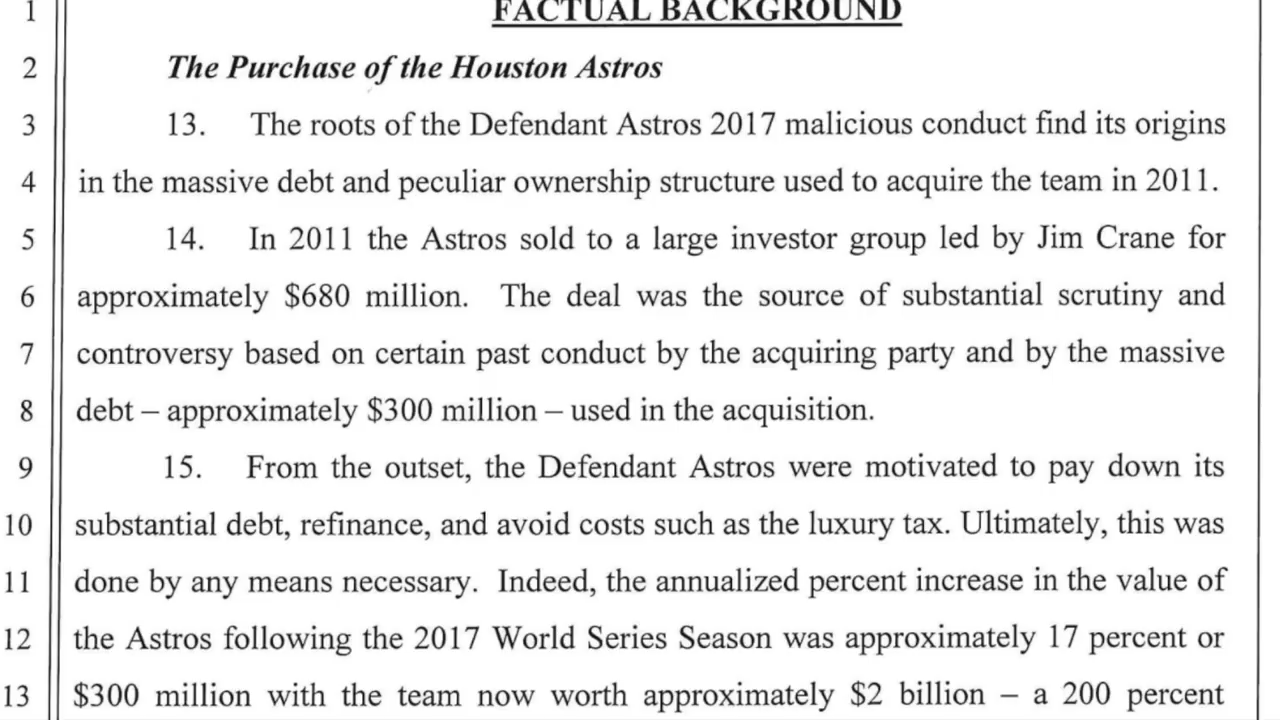 1 FACTUAL BACKGROUND
2 The Purchase of the Houston Astros
3 13. The roots of the Defendant Astros 2017 malicious conduct find its origins
4 in the massive debt and peculiar ownership structure used to acquire the team in 2011.
5 14. In 2011 the Astros sold to a large investor group led by Jim Crane for
6 approximately $680 million. The deal was the source of substantial scrutiny and
7 controversy based on certain past conduct by the acquiring party and by the massive
8 debt – approximately $300 million – used in the acquisition.
9 15. From the outset, the Defendant Astros were motivated to pay down its
10 substantial debt, refinance, and avoid costs such as the luxury tax. Ultimately, this was
11 done by any means necessary. Indeed, the annualized percent increase in the value of
12 the Astros following the 2017 World Series Season was approximately 17 percent or
13 $300 million with the team now worth approximately $2 billion – a 200 percent